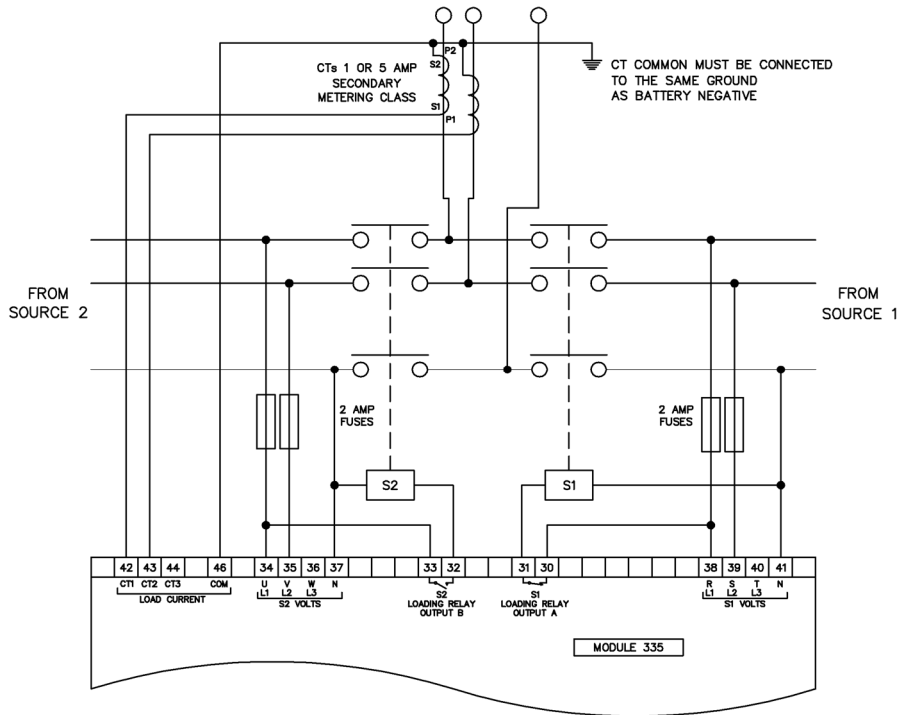 P2
S2
CTs 1 OR 5 AMP
SECONDARY
METERING CLASS
S1
P1
CT COMMON MUST BE CONNECTED
TO THE SAME GROUND
AS BATTERY NEGATIVE
FROM
SOURCE 2
FROM
SOURCE 1
2 AMP
FUSES
2 AMP
FUSES
S2
S1
42 43 44 46 34 35 36 37 33 32 31 30 38 39 40 41
CT1 CT2 CT3 COM U V W N R S T N
L1 L2 L3 L1 L2 L3
LOAD CURRENT
S2 VOLTS
S2
LOADING RELAY
OUTPUT B
S1
LOADING RELAY
OUTPUT A
S1 VOLTS
MODULE 335